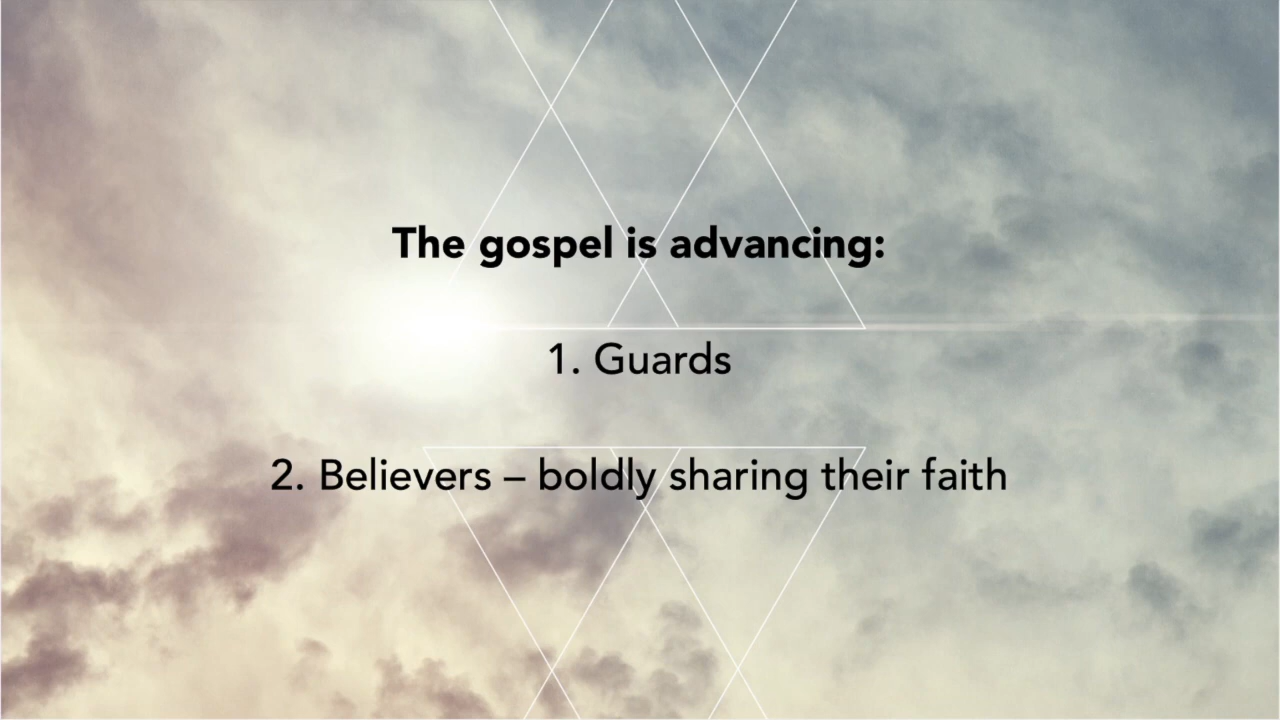 The gospel is advancing:
1. Guards
2. Believers – boldly sharing their faith